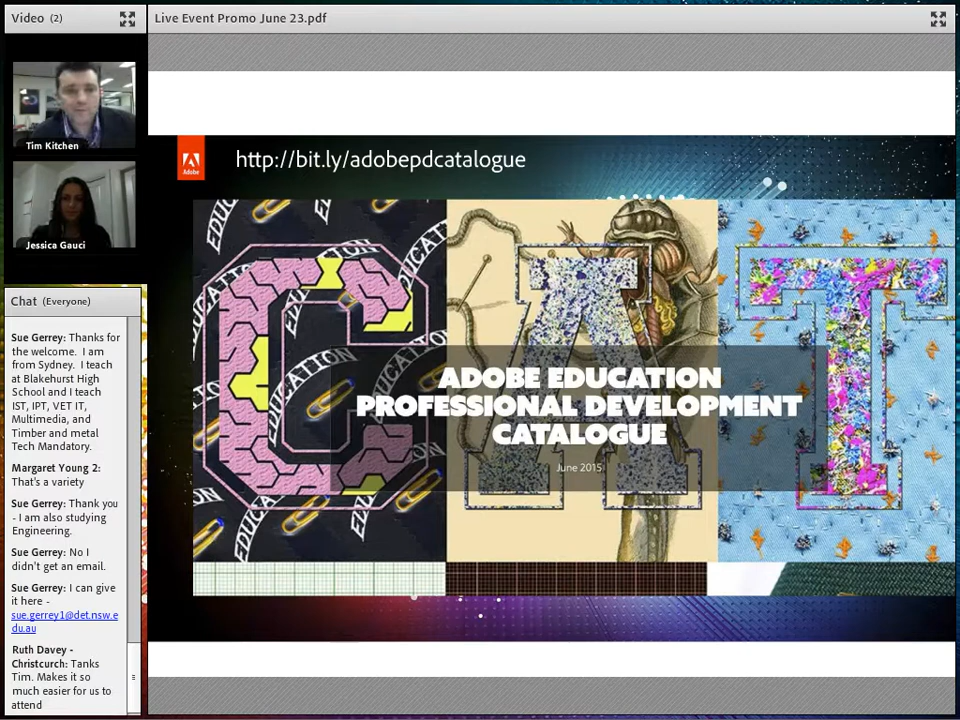 Video (2)
Live Event Promo June 23.pdf
Tim Kitchen
Jessica Gauci
Chat (Everyone)
Sue Gerrey: Thanks for
the welcome. I am
from Sydney. I teach
at Blakehurst High
School and I teach
IST, IPT, VET IT,
Multimedia, and
Timber and metal
Tech Mandatory.
Margaret Young 2:
That's a variety
Sue Gerrey: Thank you
- I am also studying
Engineering.
Sue Gerrey: No I
didn't get an email.
Sue Gerrey: I can give
it here -
sue.gerrey1@det.nsw.e
du.au
Ruth Davey -
Christcurch: Tanks
Tim. Makes it so
much easier for us to
attend
Adobe
http://bit.ly/adobepdcatalogue
EDUCATION
C A T
ADOBE EDUCATION
PROFESSIONAL DEVELOPMENT
CATALOGUE
June 2015